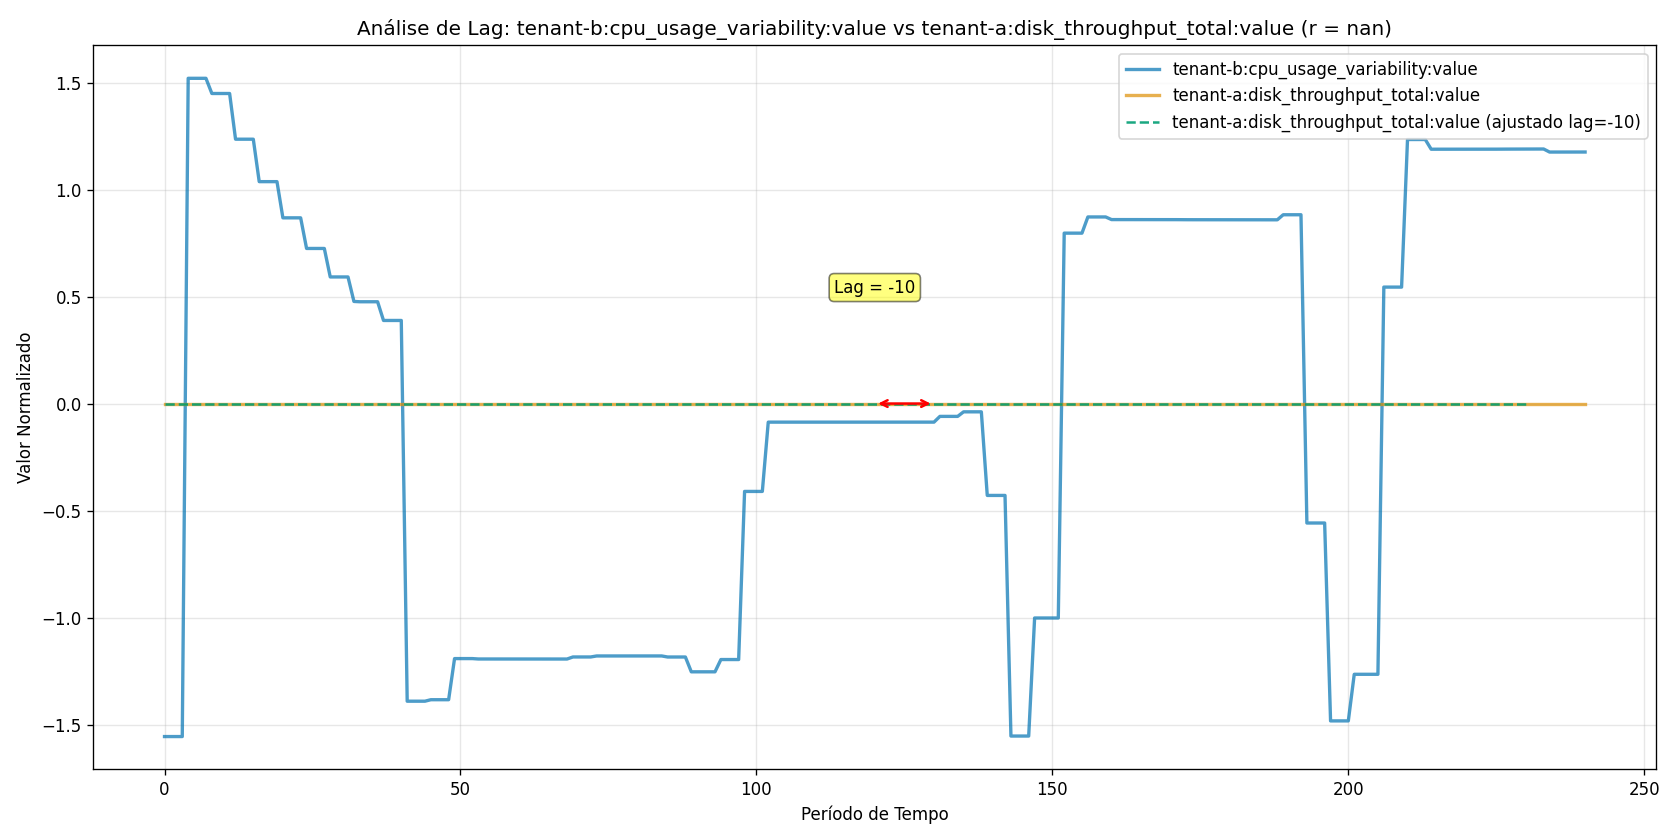 Análise de Lag: tenant-b:cpu_usage_variability:value vs tenant-a:disk_throughput_total:value (r = nan)
tenant-b:cpu_usage_variability:value
tenant-a:disk_throughput_total:value
tenant-a:disk_throughput_total:value (ajustado lag=-10)
1.5
1.0
0.5
0.0
−0.5
−1.0
−1.5
Valor Normalizado
Lag = -10
0
50
100
150
200
250
Período de Tempo